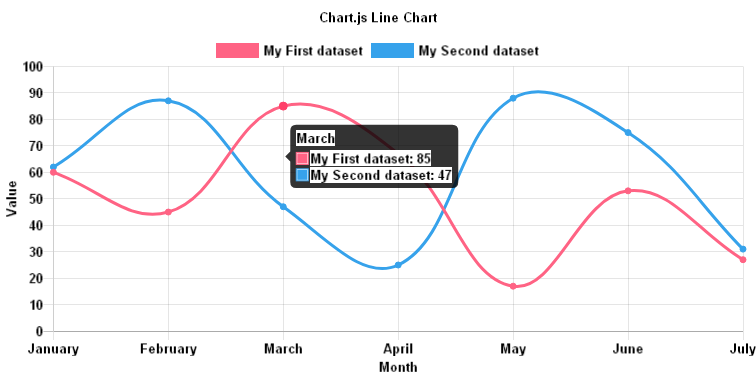 Chart.js Line Chart
My First dataset My Second dataset
100
90
80
70
60
50
40
30
20
10
0
Value
March
My First dataset: 85
My Second dataset: 47
January February March April May June July
Month